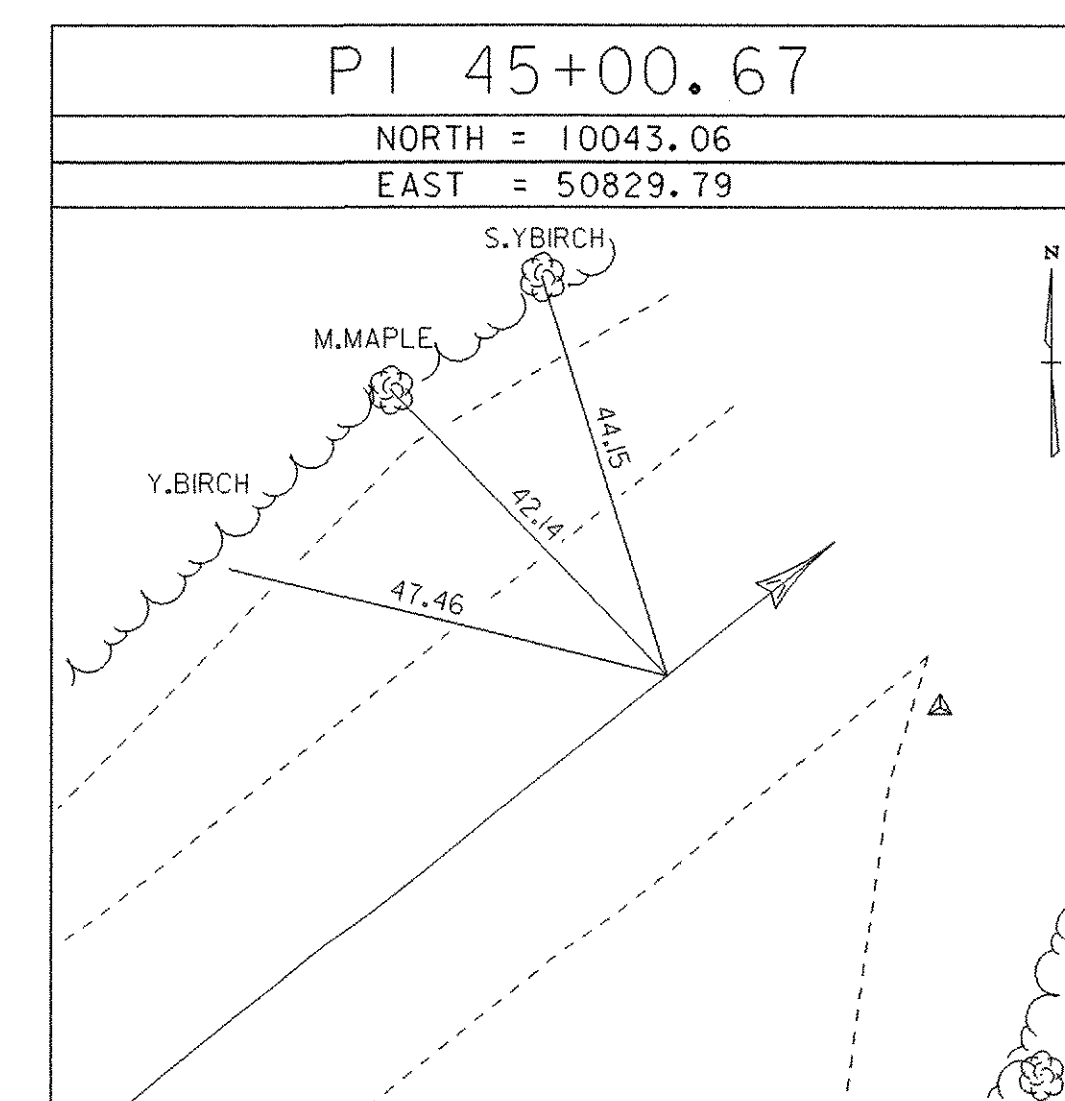 PI 45+00.67
NORTH = 10043.06
EAST = 50829.79
S.YBIRCH
N
M.MAPLE
44.15
Y.BIRCH
42.14
47.46